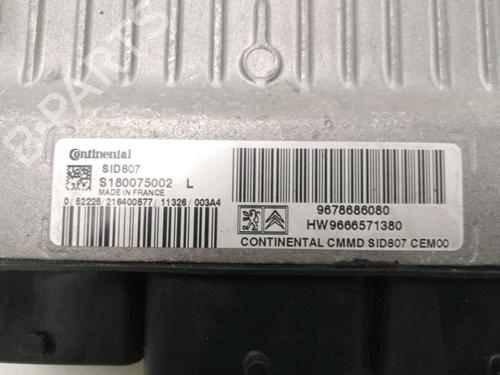 B-PARTS
Continental
SID807
S180075002 L
MADE IN FRANCE
0/52225/216400577/11326/003A4
9678686080
HW9666571380
CONTINENTAL CMMD SID807 CEM00